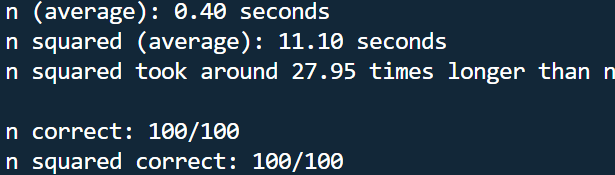 n (average): 0.40 seconds
n squared (average): 11.10 seconds
n squared took around 27.95 times longer than n
n correct: 100/100
n squared correct: 100/100